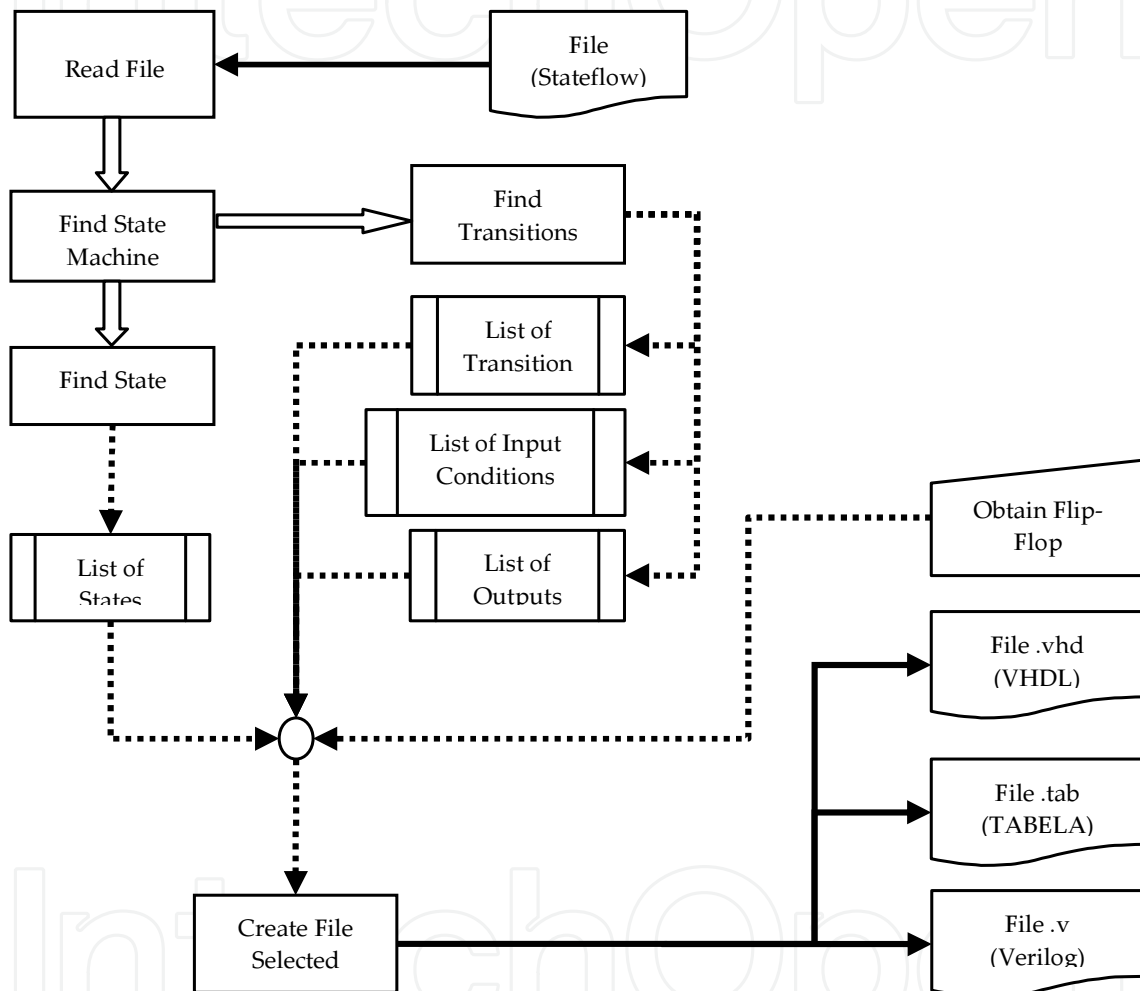 IntechOpen
File
(Stateflow)
Read File
Find State
Machine
Find
Transitions
List of
Transition
Find State
List of Input
Conditions
Obtain Flip-
Flop
List of
States
List of
Outputs
File .vhd
(VHDL)
File .tab
(TABELA)
Create File
Selected
File .v
(Verilog)
IntechOpen